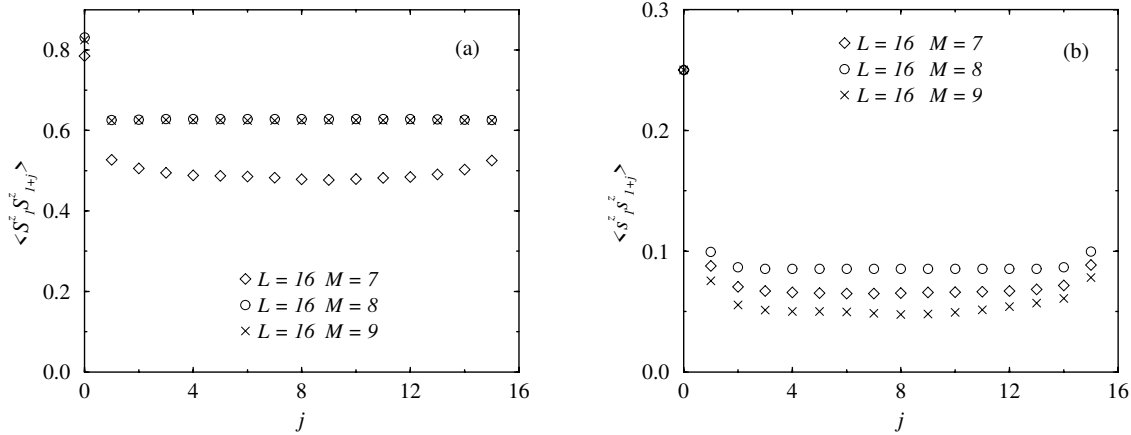 0.8
0.6
0.4
0.2
0.0
0 4 8 12 16
j
<S^z_l S^z_{l+j}>
(a)
L = 16 M = 7
L = 16 M = 8
L = 16 M = 9
0.3
0.2
0.1
0.0
0 4 8 12 16
j
<s^z_l s^z_{l+j}>
(b)
L = 16 M = 7
L = 16 M = 8
L = 16 M = 9